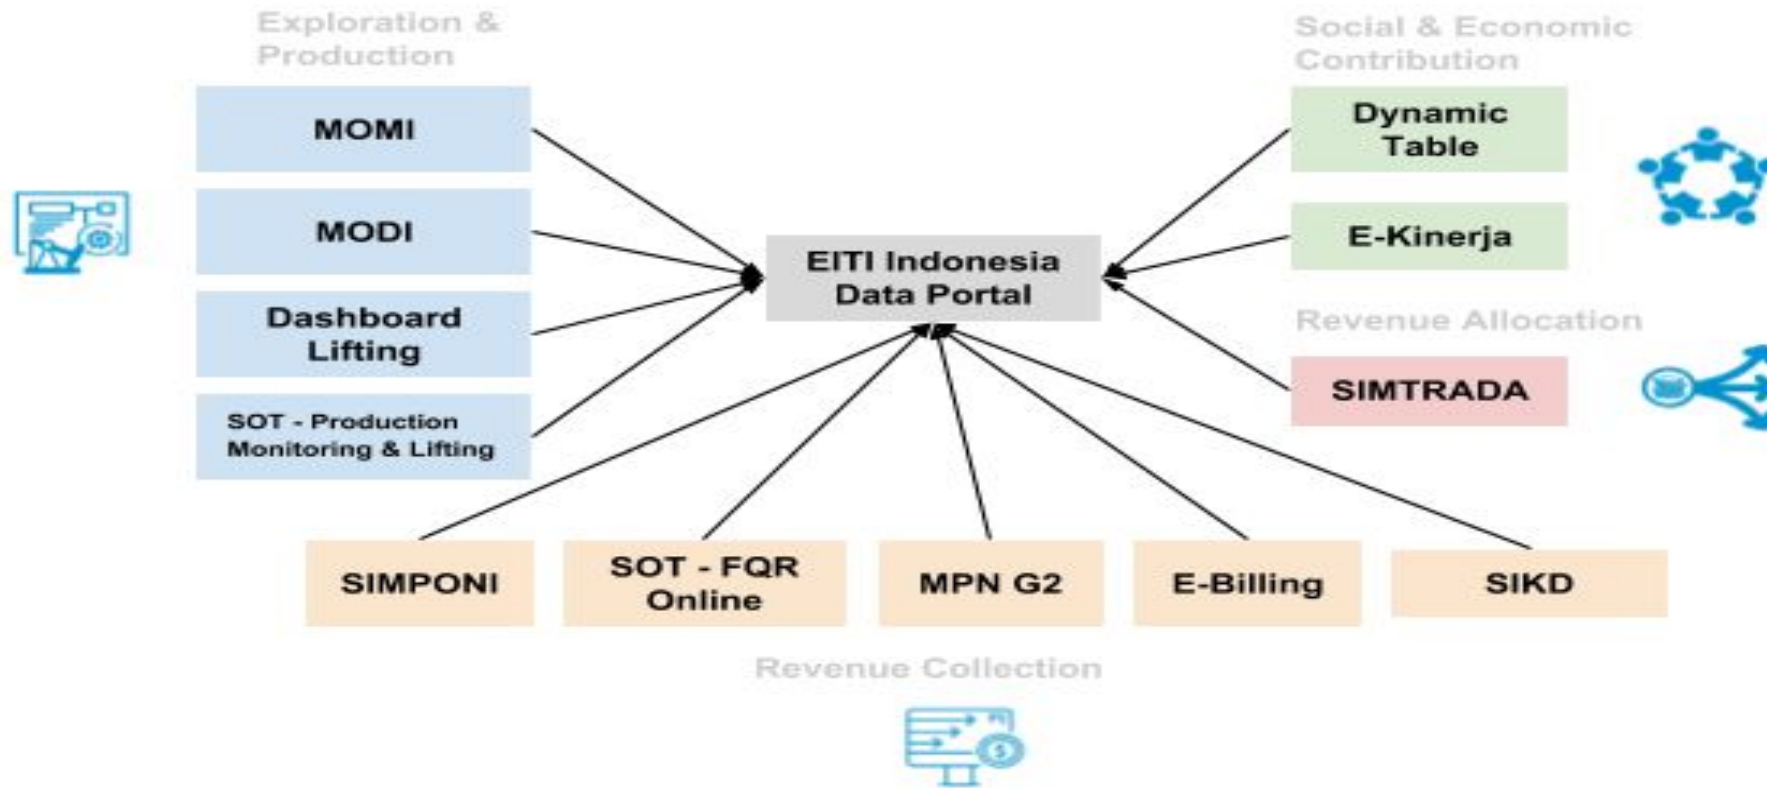 Exploration &
Production
MOMI
MODI
Dashboard
Lifting
SOT - Production
Monitoring & Lifting
EITI Indonesia
Data Portal
Social & Economic
Contribution
Dynamic
Table
E-Kinerja
Revenue Allocation
SIMTRADA
SIMPONI
SOT - FQR
Online
MPN G2
E-Billing
SIKD
Revenue Collection
$